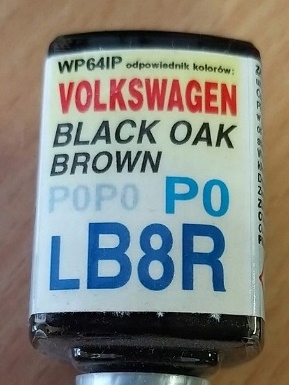 WP64IP odpowiednik kolorów:
VOLKSWAGEN
BLACK OAK
BROWN
P0P0 P0
LB8R